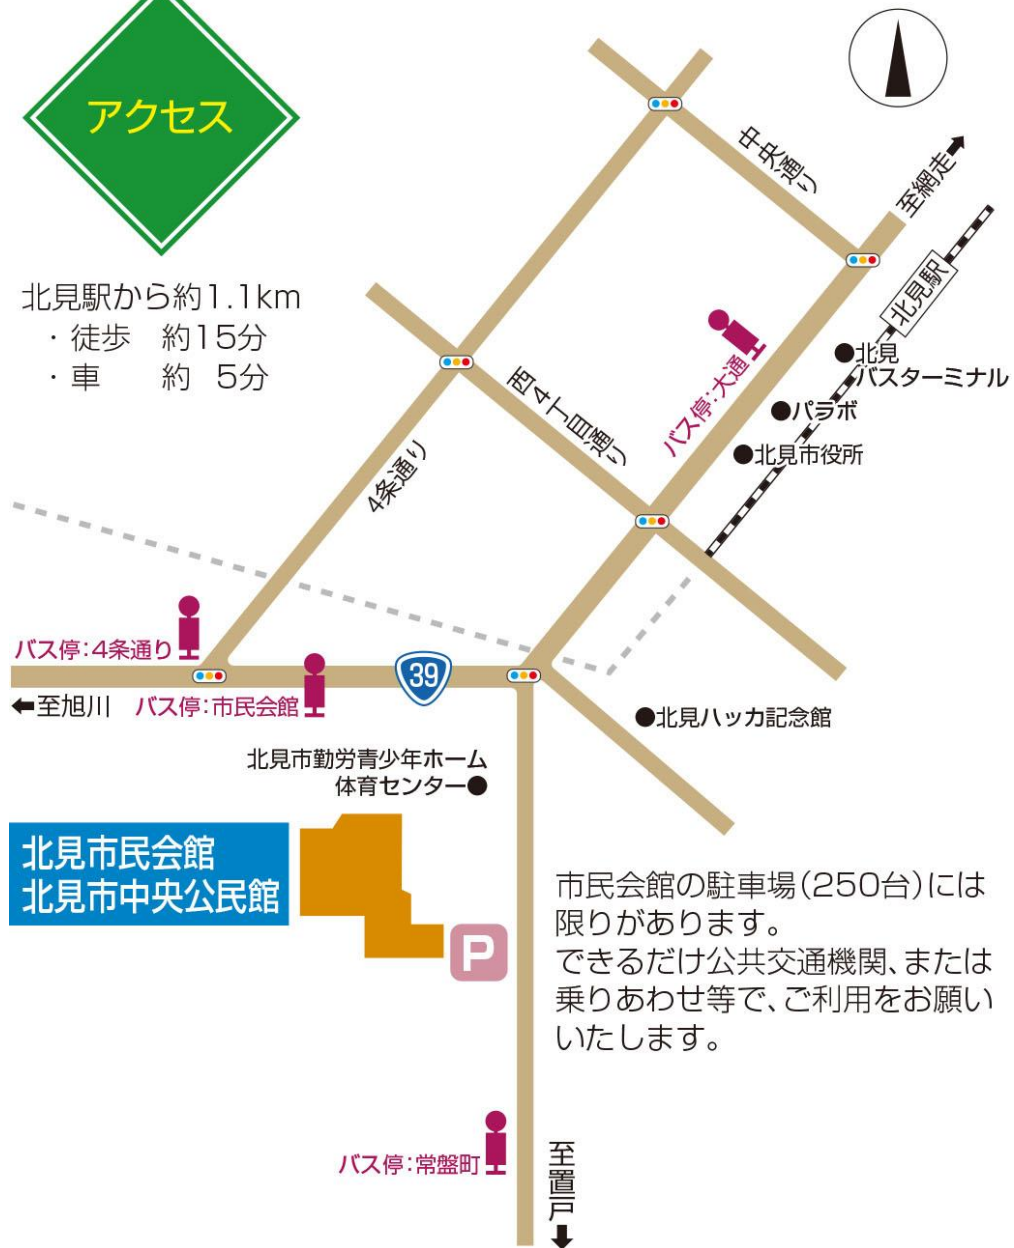 アクセス
北見駅から約1.1km
・徒歩　約15分
・車　　約　5分
中央通り
至網走
北見駅
バス停:大通
北見
バスターミナル
パラボ
北見市役所
西4丁目通り
4条通り
バス停:4条通り
39
至旭川
バス停:市民会館
北見ハッカ記念館
北見市勤労青少年ホーム
体育センター
北見市民会館
北見市中央公民館
P
市民会館の駐車場(250台)には
限りがあります。
できるだけ公共交通機関、または
乗りあわせ等で、ご利用をお願い
いたします。
バス停:常盤町
至置戸